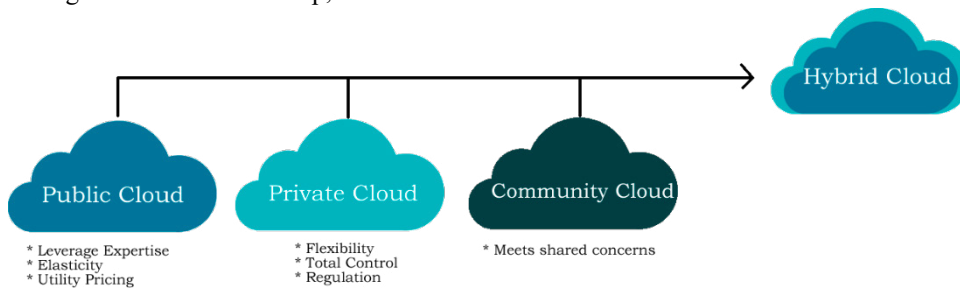 Hybrid Cloud
Public Cloud
Private Cloud
Community Cloud
* Leverage Expertise
* Elasticity
* Utility Pricing
* Flexibility
* Total Control
* Regulation
* Meets shared concerns